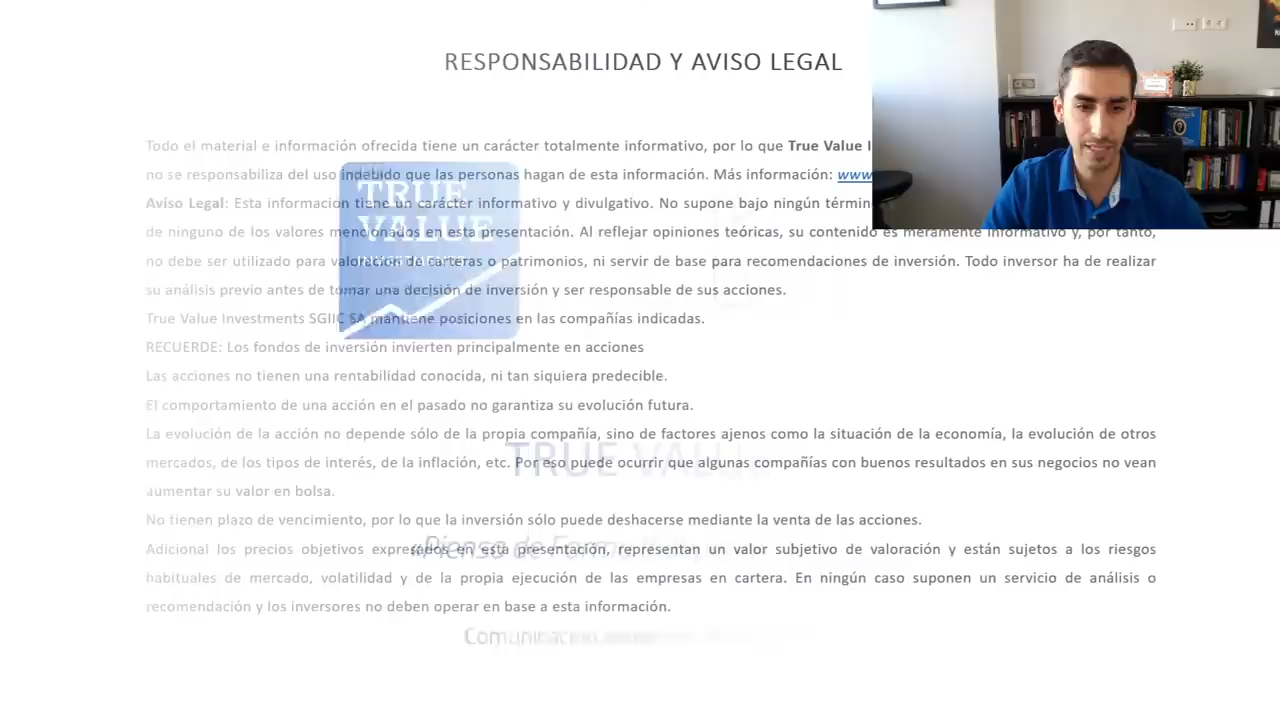 RESPONSABILIDAD Y AVISO LEGAL
Todo el material e información ofrecida tiene un carácter totalmente informativo, por lo que True Value
no se responsabiliza del uso indebido que las personas hagan de esta información. Más información: www
Aviso Legal: Esta informacion tiene un carácter informativo y divulgativo. No supone bajo ningún
de ninguno de los valores mencionados en esta presentación. Al reflejar opiniones teóricas, su contenido es meramente informativo y, por tanto,
no debe ser utilizado para valoración de carteras o patrimonios, ni servir de base para recomendaciones de inversión. Todo inversor ha de realizar
su análisis previo antes de tomar una decisión de inversión y ser responsable de sus acciones.
True Value Investments SGIIC SA mantiene posiciones en las compañías indicadas.
RECUERDE: Los fondos de inversión invierten principalmente en acciones
Las acciones no tienen una rentabilidad conocida, ni tan siquiera predecible.
El comportamiento de una acción en el pasado no garantiza su evolución futura.
La evolución de la acción no depende sólo de la propia compañía, sino de factores ajenos como la situación de la economía, la evolución de otros
mercados, de los tipos de interés, de la inflación, etc. Por eso puede ocurrir que algunas compañías con buenos resultados en sus negocios no vean
aumentar su valor en bolsa.
No tienen plazo de vencimiento, por lo que la inversión sólo puede deshacerse mediante la venta de las acciones.
Adicional los precios objetivos expresados en esta presentación, representan un valor subjetivo de valoración y están sujetos a los riesgos
habituales de mercado, volatilidad y de la propia ejecución de las empresas en cartera. En ningún caso suponen un servicio de análisis o
recomendación y los inversores no deben operar en base a esta información.
TRUE
VALUE
INVESTMENTS
TRUE VALUE
«Piensa de